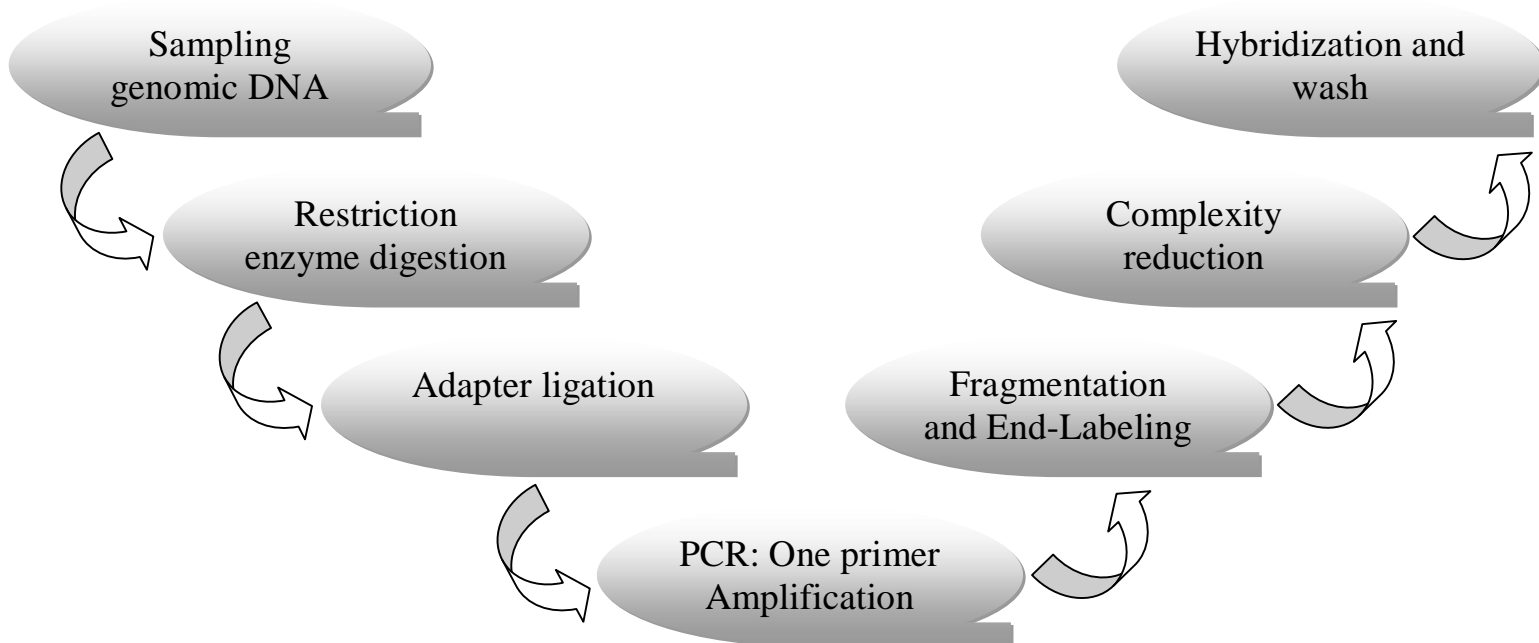 Sampling
genomic DNA
Restriction
enzyme digestion
Adapter ligation
PCR: One primer
Amplification
Fragmentation
and End-Labeling
Complexity
reduction
Hybridization and
wash